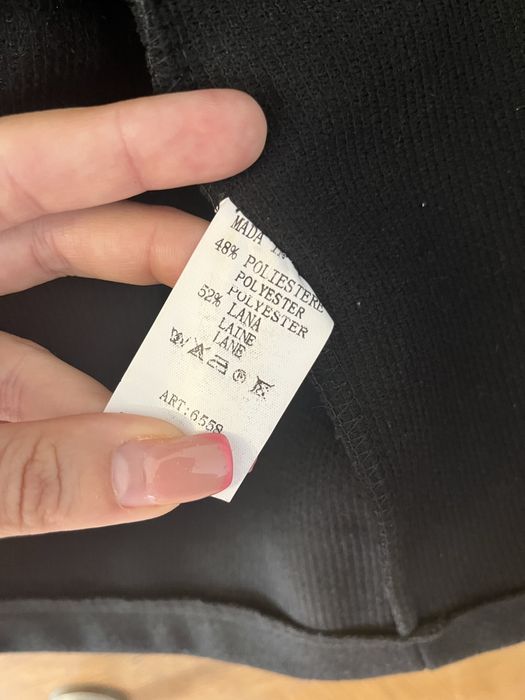 MADA
48% POLIESTERE
POLYESTER
POLYESTER
52% LANA
LAINE
LANE
ART:6558